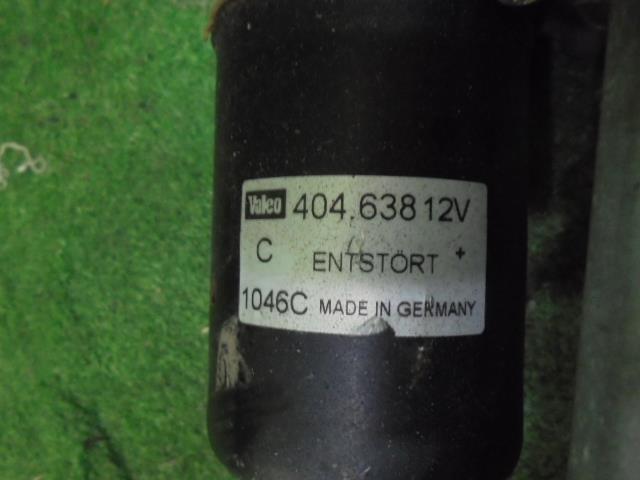 Valeo 404.638 12V
C ENTSTÖRT +
1046C MADE IN GERMANY